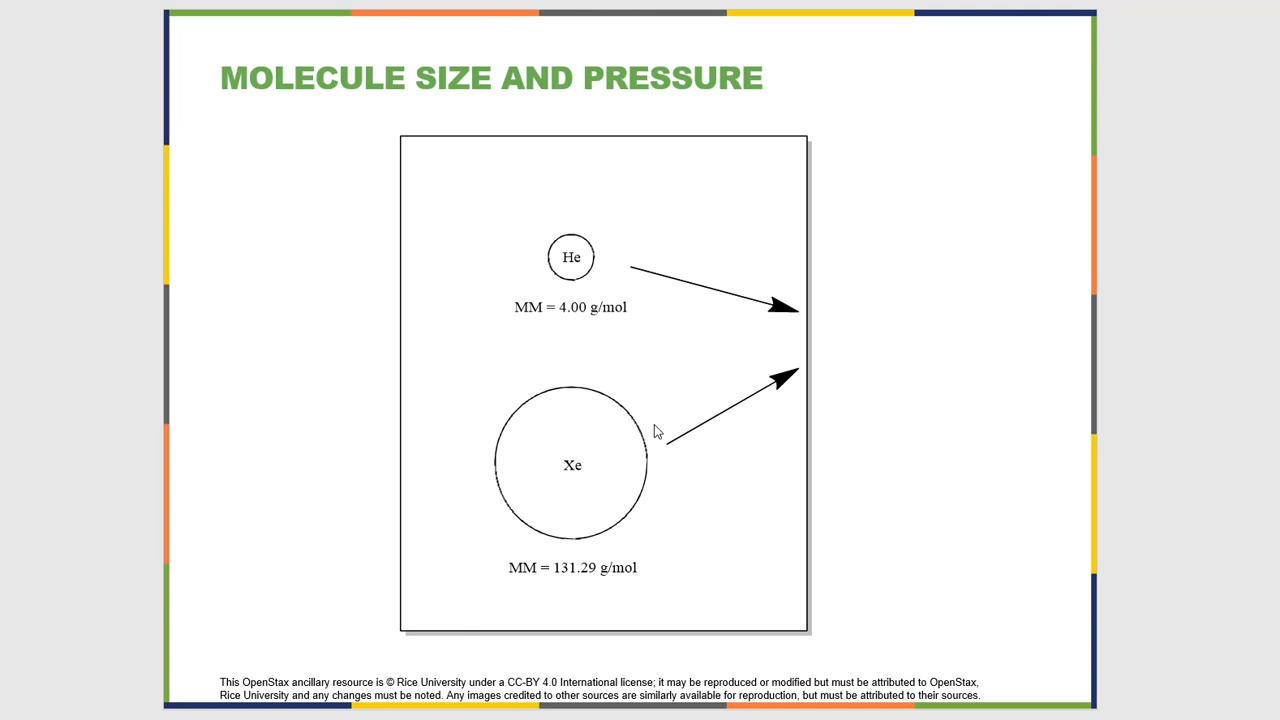 MOLECULE SIZE AND PRESSURE
He
MM = 4.00 g/mol
Xe
MM = 131.29 g/mol
This OpenStax ancillary resource is © Rice University under a CC-BY 4.0 International license; it may be reproduced or modified but must be attributed to OpenStax,
Rice University and any changes must be noted. Any images credited to other sources are similarly available for reproduction, but must be attributed to their sources.